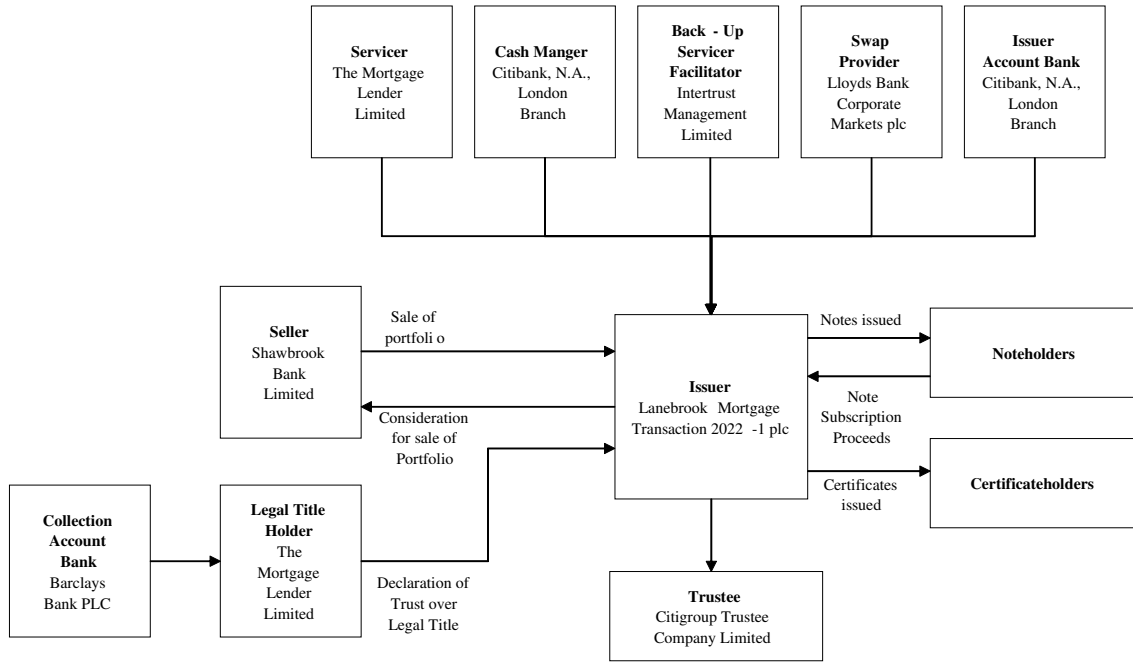 Servicer
The Mortgage
Lender
Limited
Cash Manger
Citibank, N.A.,
London
Branch
Back - Up
Servicer
Facilitator
Intertrust
Management
Limited
Swap
Provider
Lloyds Bank
Corporate
Markets plc
Issuer
Account Bank
Citibank, N.A.,
London
Branch
Seller
Shawbrook
Bank
Limited
Sale of
portfoli o
Consideration
for sale of
Portfolio
Issuer
Lanebrook Mortgage
Transaction 2022 -1 plc
Notes issued
Note
Subscription
Proceeds
Certificates
issued
Noteholders
Certificateholders
Collection
Account
Bank
Barclays
Bank PLC
Legal Title
Holder
The
Mortgage
Lender
Limited
Declaration of
Trust over
Legal Title
Trustee
Citigroup Trustee
Company Limited